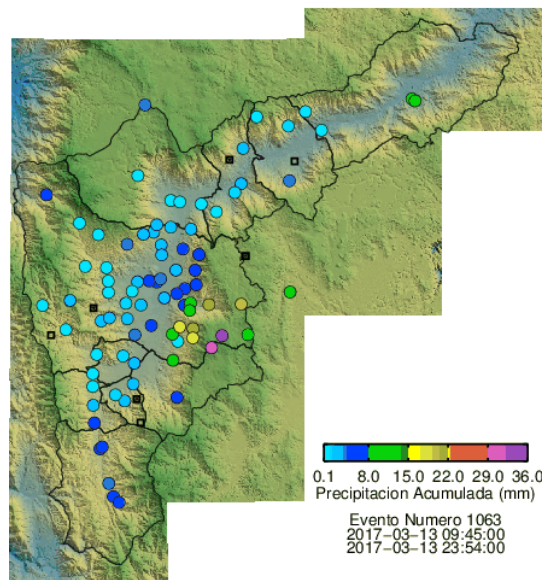 0.1 8.0 15.0 22.0 29.0 36.0
Precipitacion Acumulada (mm)
Evento Numero 1063
2017-03-13 09:45:00
2017-03-13 23:54:00